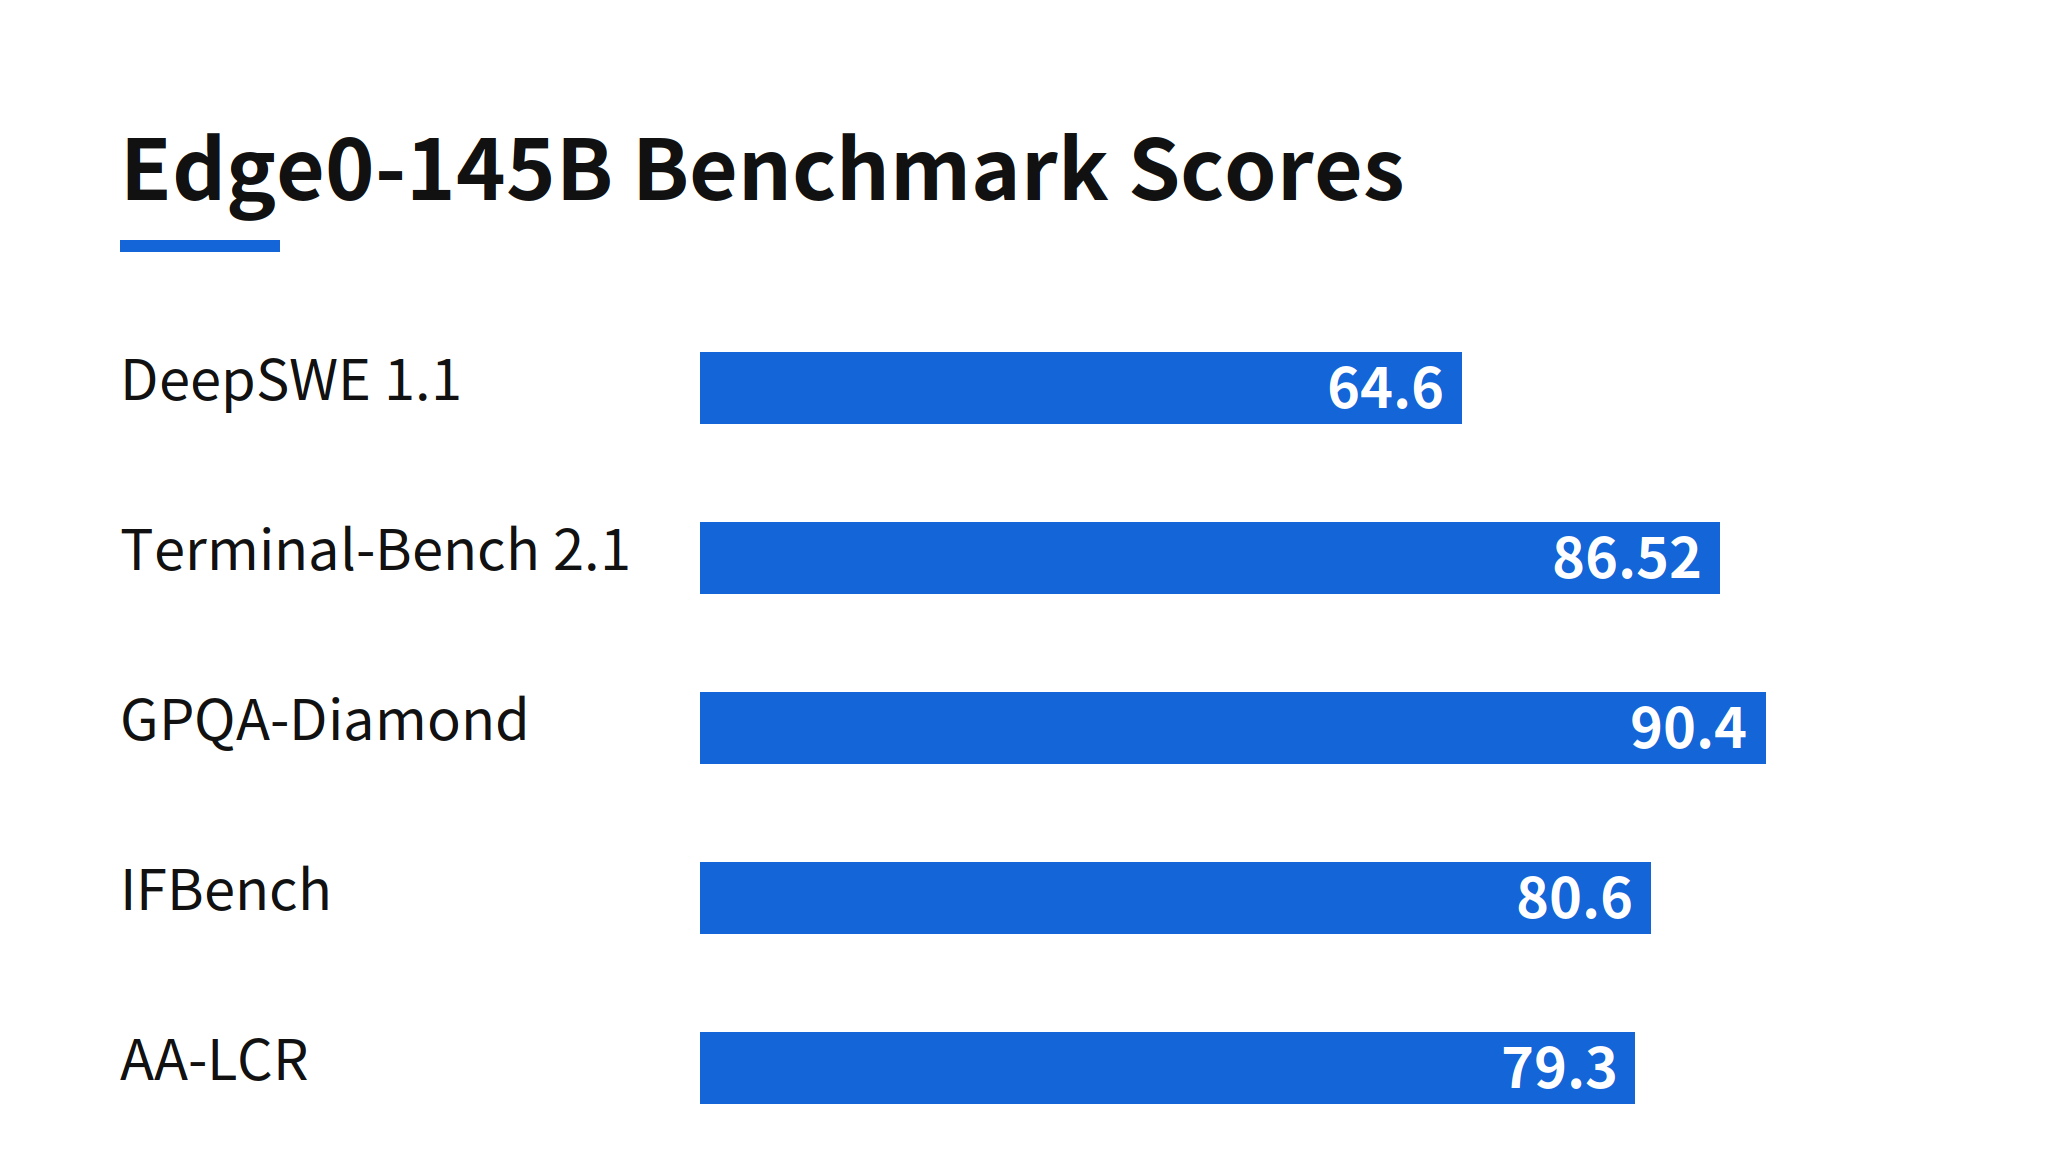 Edge0-145B Benchmark Scores
DeepSWE 1.1 64.6
Terminal-Bench 2.1 86.52
GPQA-Diamond 90.4
IFBench 80.6
AA-LCR 79.3